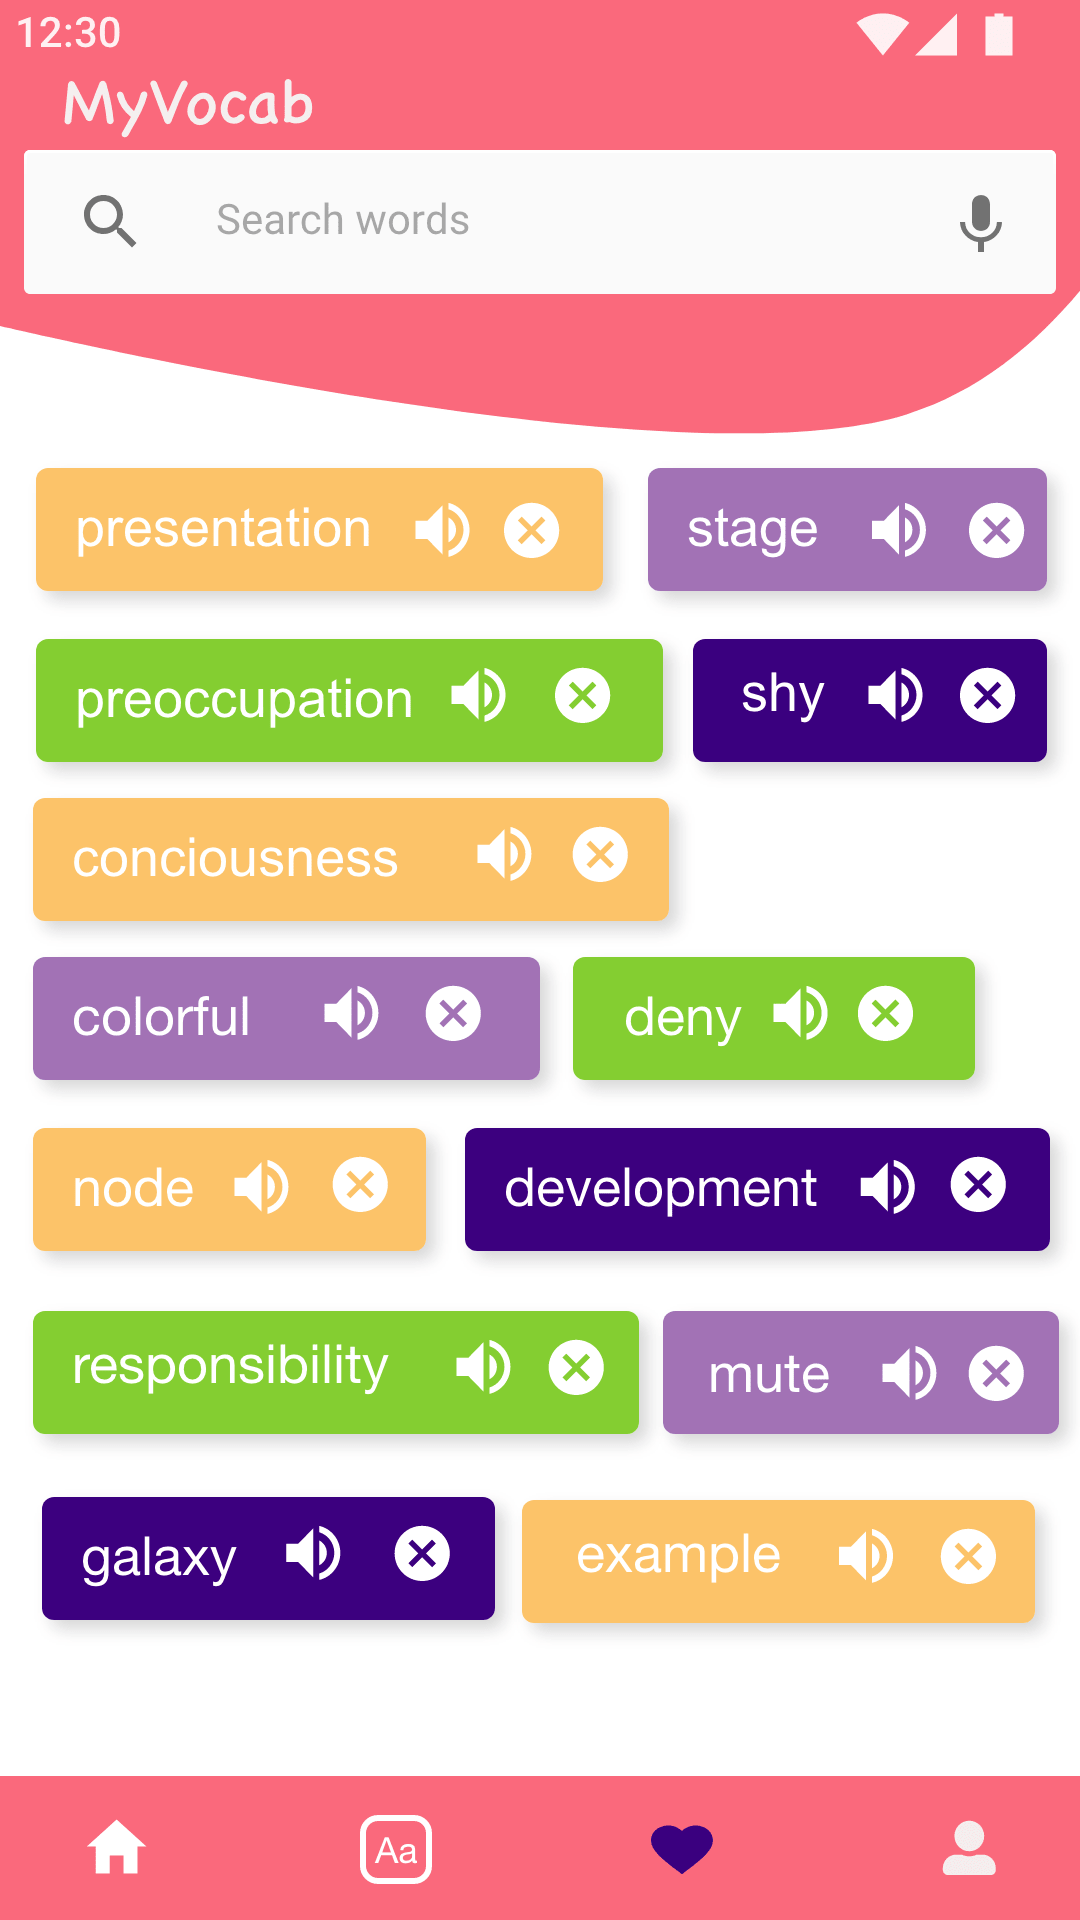 12:30
MyVocab
Search words
presentation stage
preoccupation shy
conciousness
colorful deny
node development
responsibility mute
galaxy example
Aa